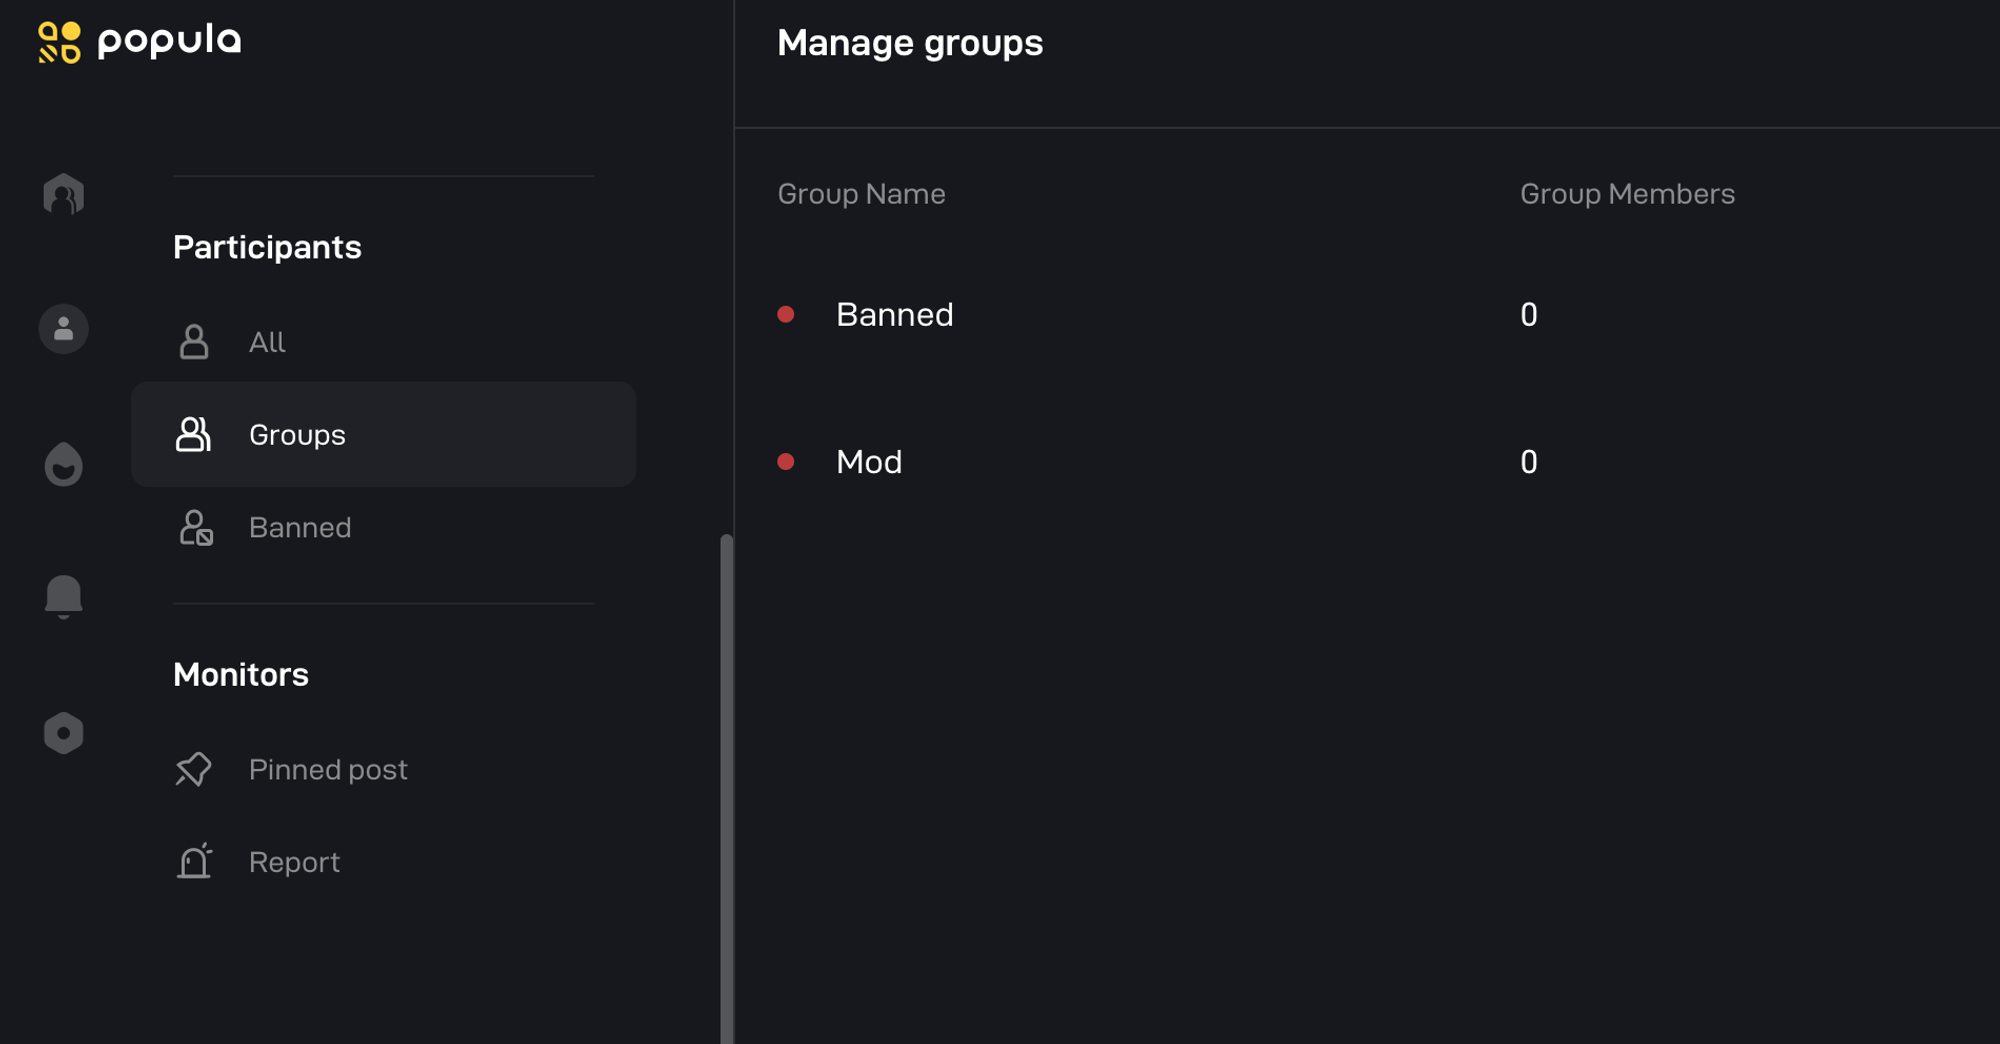 popula
Participants
All
Groups
Banned
Monitors
Pinned post
Report
Manage groups
Group Name Group Members
Banned 0
Mod 0